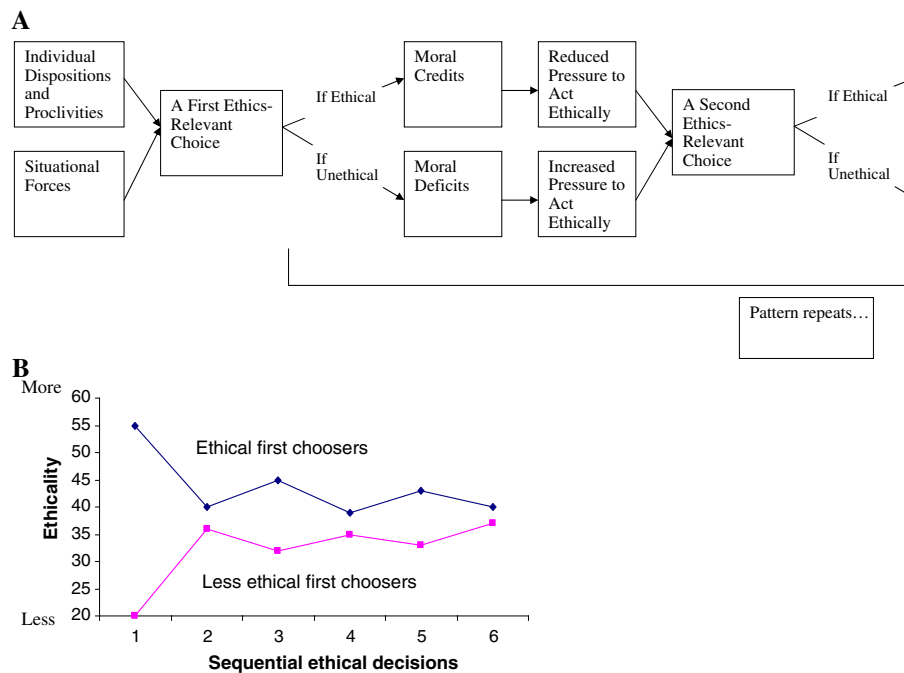 A
Individual
Dispositions
and
Proclivities
Situational
Forces
A First Ethics-
Relevant
Choice
If Ethical
If
Unethical
Moral
Credits
Moral
Deficits
Reduced
Pressure to
Act
Ethically
Increased
Pressure to
Act
Ethically
A Second
Ethics-
Relevant
Choice
If Ethical
If
Unethical
Pattern repeats…
B
More
60
55
50
45
40
35
30
25
20
Less
Ethicality
Ethical first choosers
Less ethical first choosers
1 2 3 4 5 6
Sequential ethical decisions